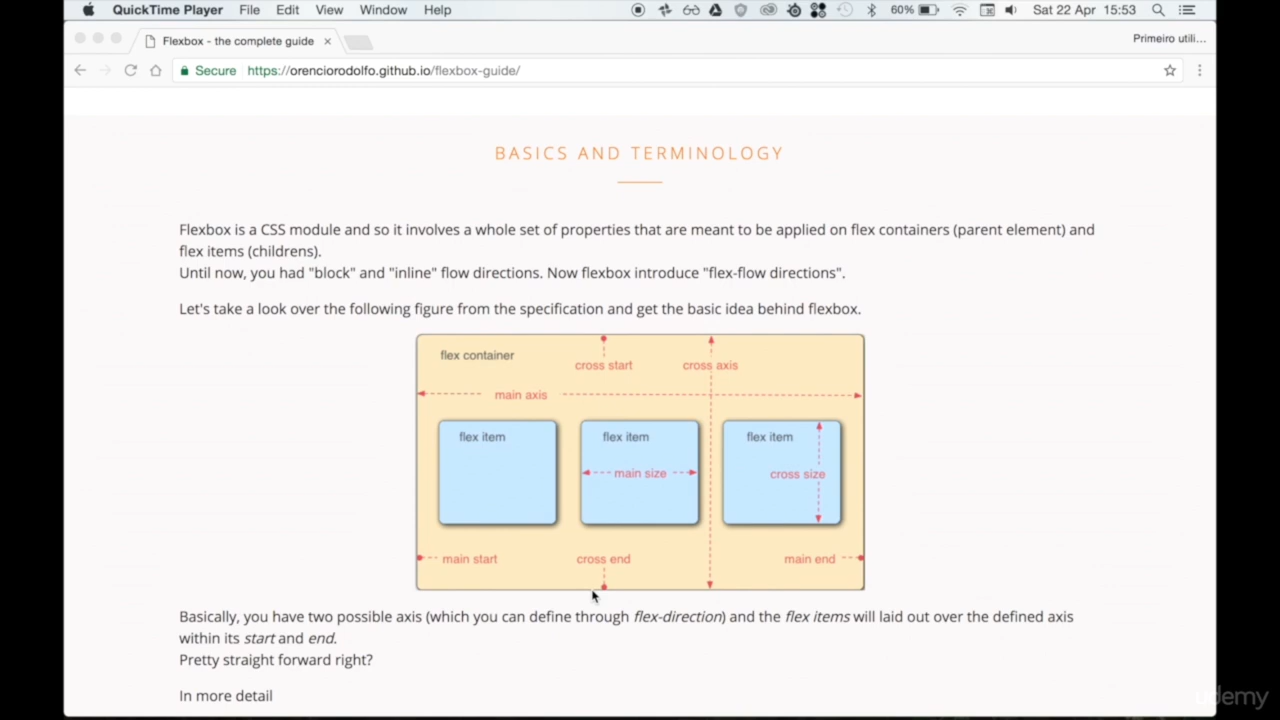 QuickTime Player File Edit View Window Help 60% Sat 22 Apr 15:53
Flexbox - the complete guide × Primeiro utili...
Secure https://orenciorodolfo.github.io/flexbox-guide/
BASICS AND TERMINOLOGY
Flexbox is a CSS module and so it involves a whole set of properties that are meant to be applied on flex containers (parent element) and
flex items (childrens).
Until now, you had "block" and "inline" flow directions. Now flexbox introduce "flex-flow directions".
Let's take a look over the following figure from the specification and get the basic idea behind flexbox.
flex container
cross start cross axis
main axis
flex item flex item flex item
main size cross size
main start cross end main end
Basically, you have two possible axis (which you can define through flex-direction) and the flex items will laid out over the defined axis
within its start and end.
Pretty straight forward right?
In more detail
udemy